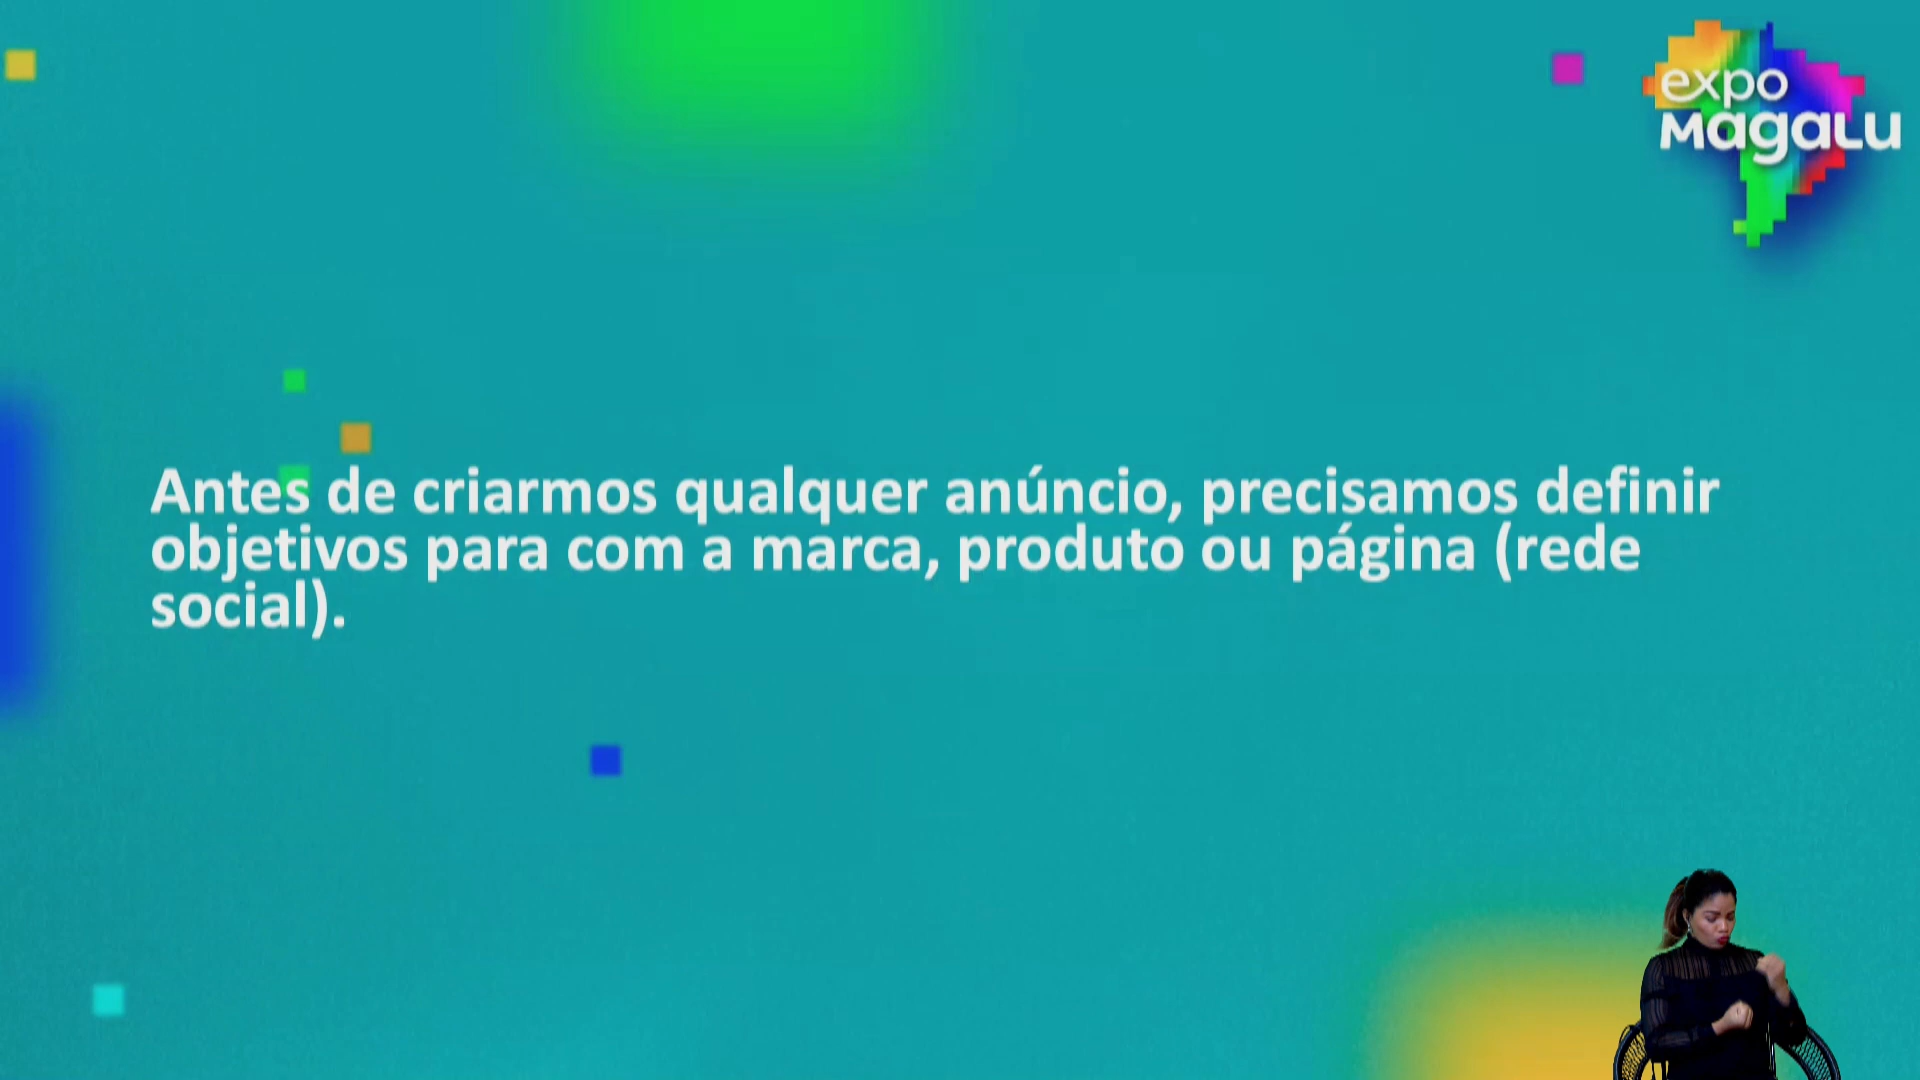 expo
magalu
Antes de criarmos qualquer anúncio, precisamos definir
objetivos para com a marca, produto ou página (rede
social).